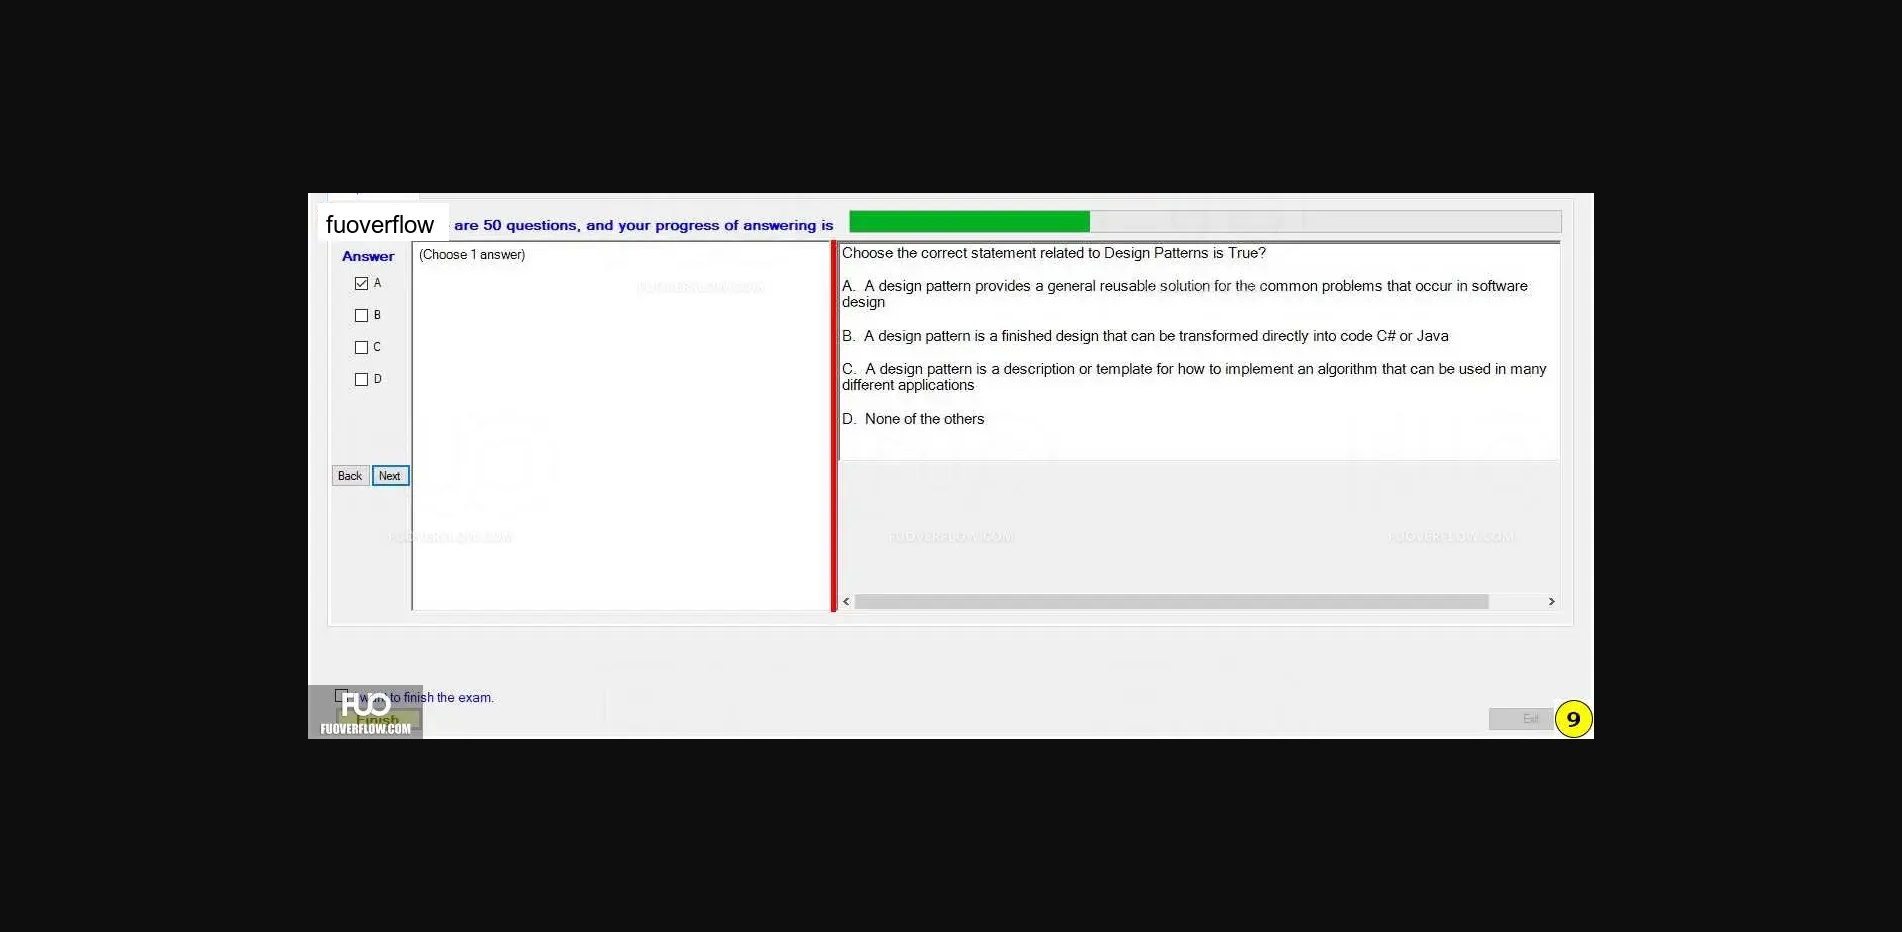 fuoverflow are 50 questions, and your progress of answering is
Answer
(Choose 1 answer)
A
B
C
D
Back Next
Choose the correct statement related to Design Patterns is True?
A. A design pattern provides a general reusable solution for the common problems that occur in software
design
B. A design pattern is a finished design that can be transformed directly into code C# or Java
C. A design pattern is a description or template for how to implement an algorithm that can be used in many
different applications
D. None of the others
FUOVERFLOW.COM
FUOVERFLOW.COM
FUOVERFLOW.COM
FUOVERFLOW.COM
I want to finish the exam.
FUO
Finish
FUOVERFLOW.COM
Exit
9